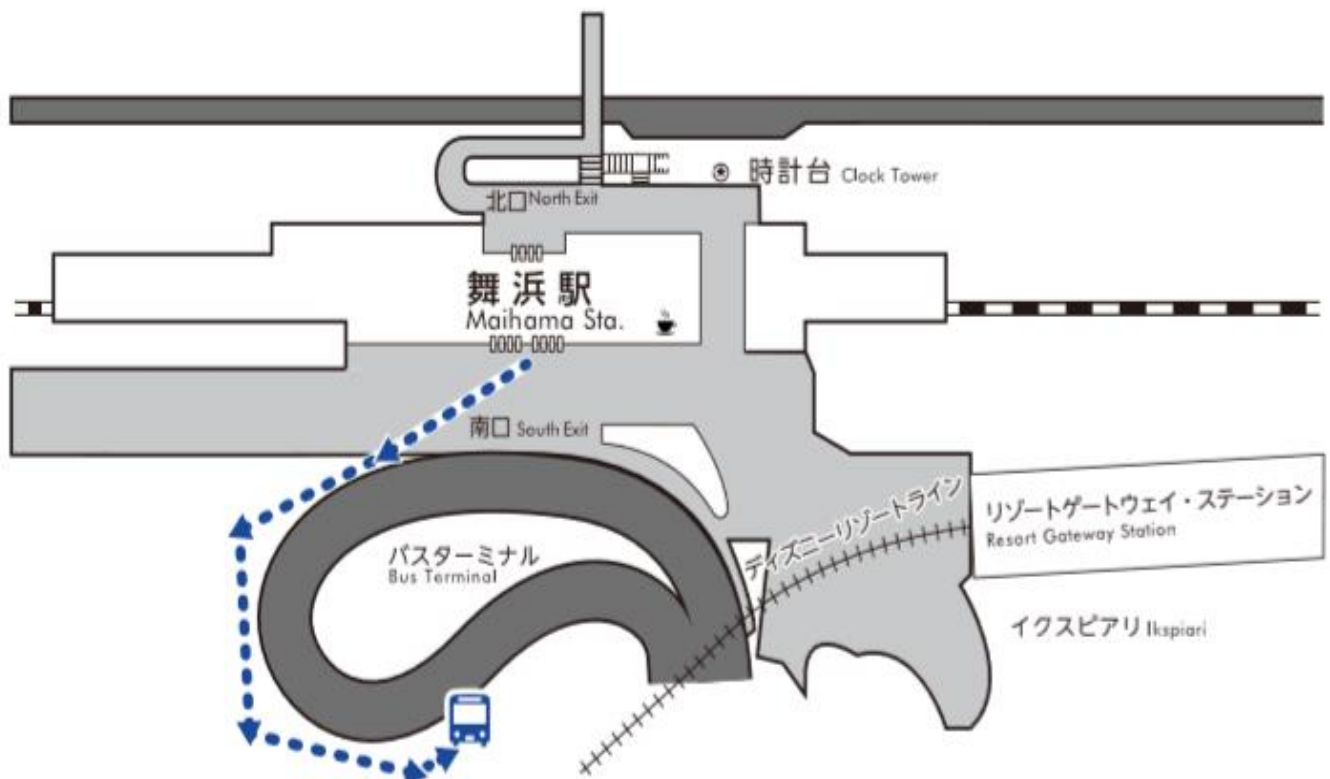 時計台 Clock Tower
北口 North Exit
舞浜駅
Maihama Sta.
南口 South Exit
ディズニーリゾートライン
リゾートゲートウェイ・ステーション
Resort Gateway Station
バスターミナル
Bus Terminal
イクスピアリ Ikspiari